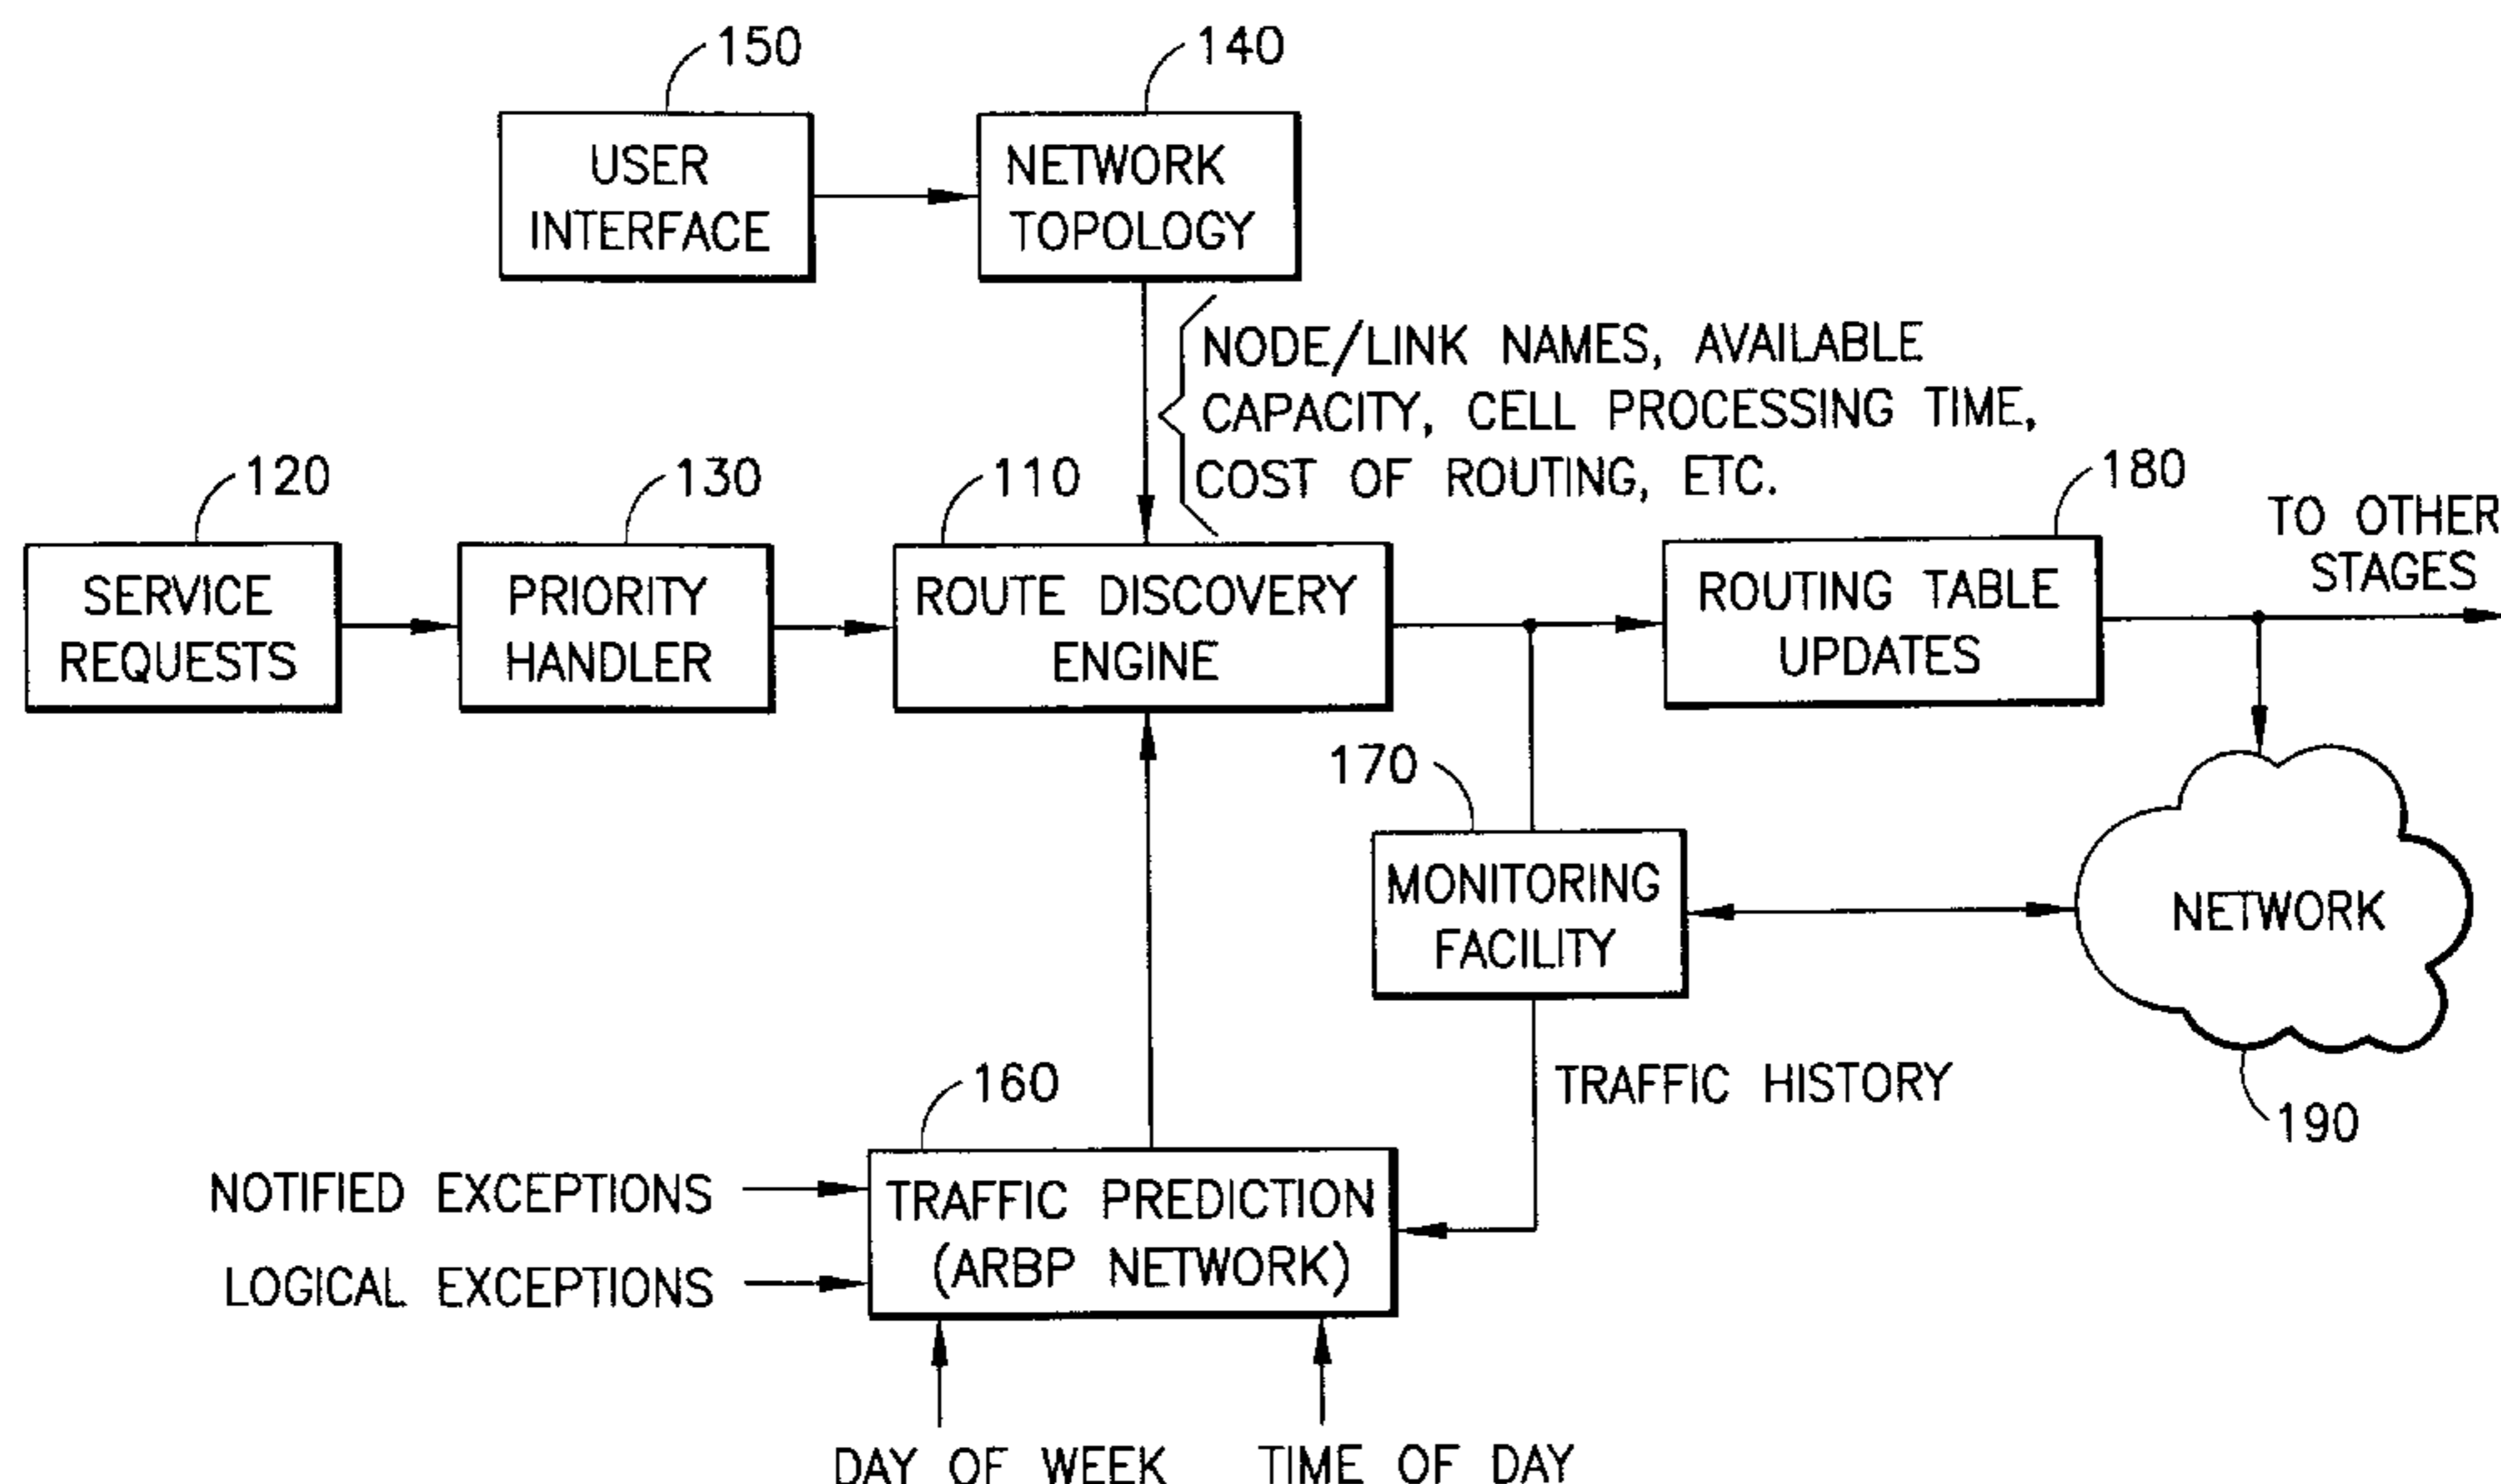 150
140
USER
INTERFACE
NETWORK
TOPOLOGY
NODE/LINK NAMES, AVAILABLE
CAPACITY, CELL PROCESSING TIME,
COST OF ROUTING, ETC.
120
130
110
180
TO OTHER
STAGES
SERVICE
REQUESTS
PRIORITY
HANDLER
ROUTE DISCOVERY
ENGINE
ROUTING TABLE
UPDATES
170
MONITORING
FACILITY
NETWORK
190
TRAFFIC HISTORY
160
NOTIFIED EXCEPTIONS
LOGICAL EXCEPTIONS
TRAFFIC PREDICTION
(ARBP NETWORK)
DAY OF WEEK
TIME OF DAY